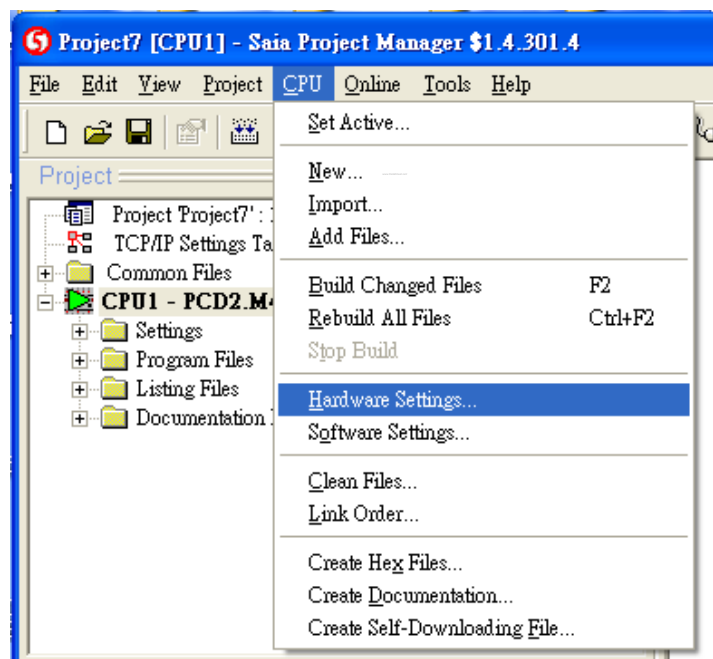 Project7 [CPU1] - Saia Project Manager $1.4.301.4
File Edit View Project CPU Online Tools Help
Project
Project 'Project7' :
TCP/IP Settings Ta
Common Files
CPU1 - PCD2.M4
Settings
Program Files
Listing Files
Documentation
Set Active...
New...
Import...
Add Files...
Build Changed Files F2
Rebuild All Files Ctrl+F2
Stop Build
Hardware Settings...
Software Settings...
Clean Files...
Link Order...
Create Hex Files...
Create Documentation...
Create Self-Downloading File...